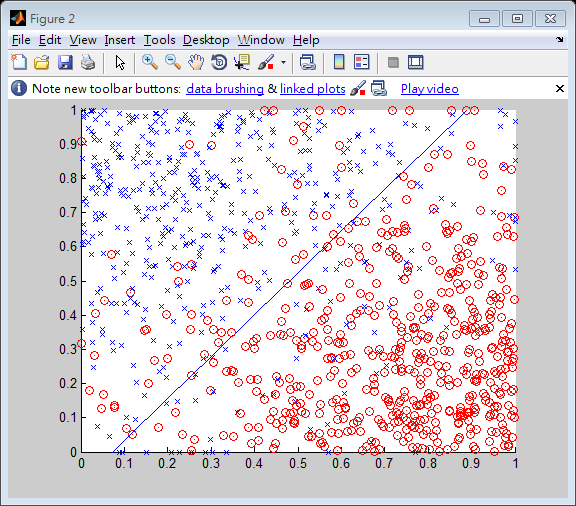 Figure 2
File Edit View Insert Tools Desktop Window Help
Note new toolbar buttons: data brushing & linked plots Play video
1
0.9
0.8
0.7
0.6
0.5
0.4
0.3
0.2
0.1
0
0 0.1 0.2 0.3 0.4 0.5 0.6 0.7 0.8 0.9 1